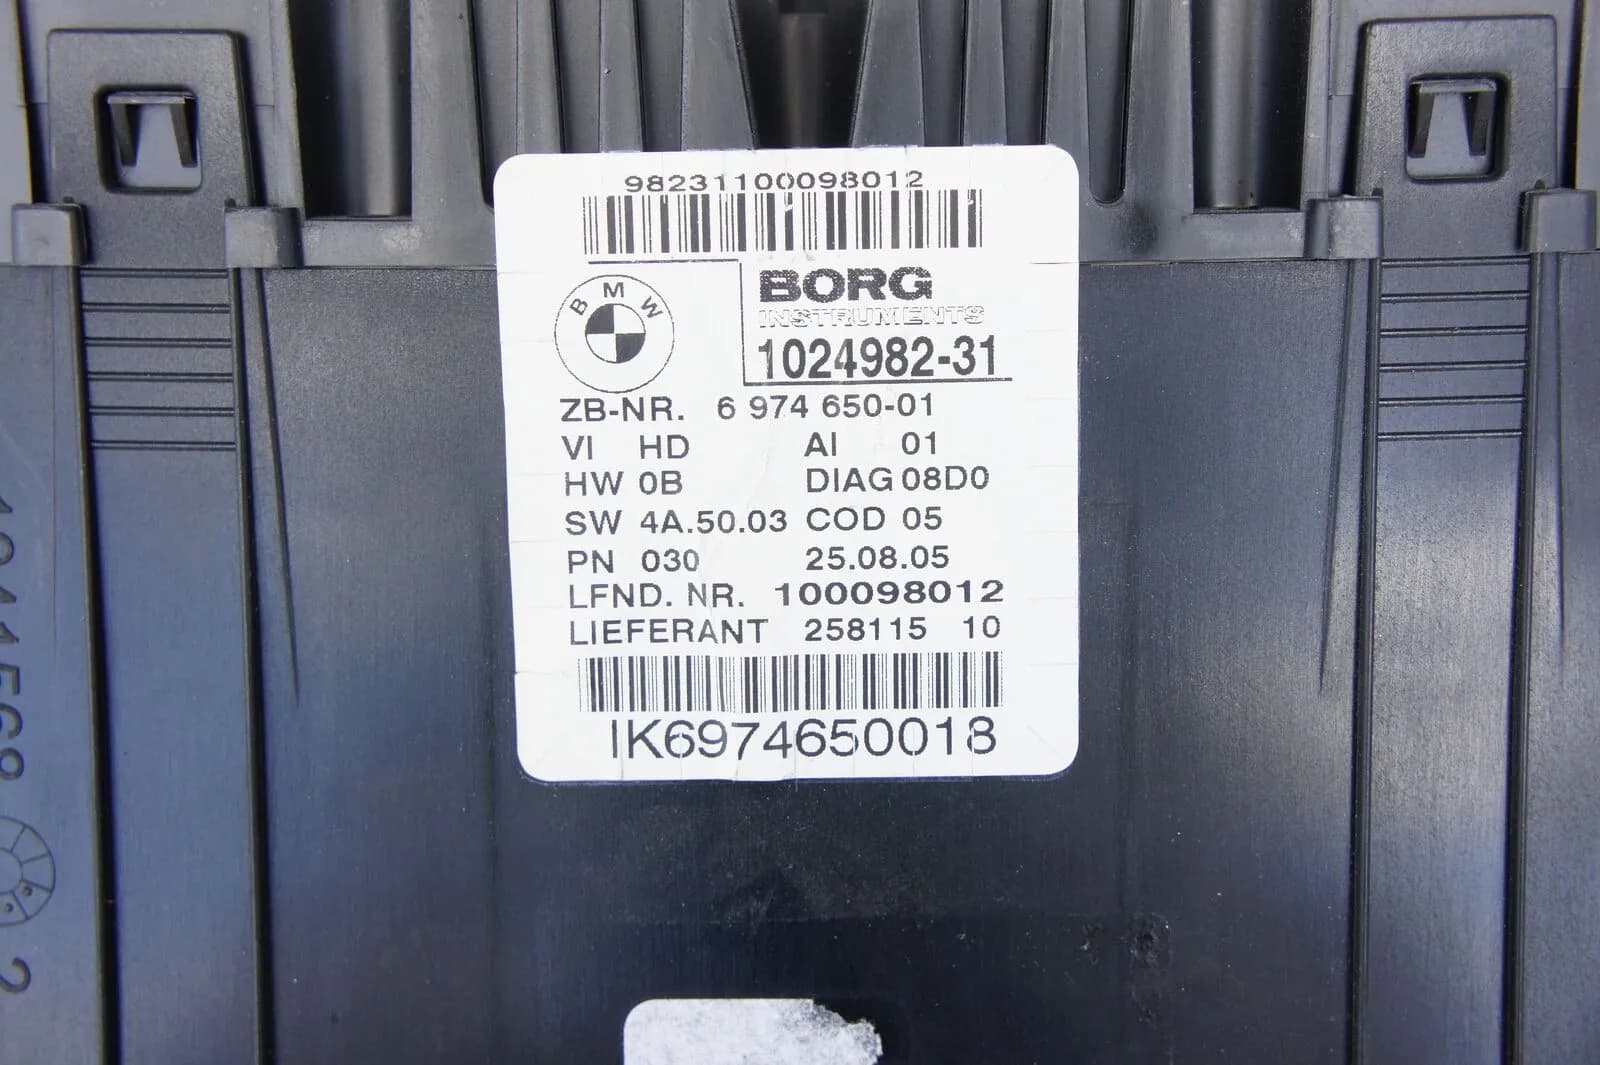 98231100098012
BMW
BORG
INSTRUMENTS
1024982-31
ZB-NR. 6 974 650-01
VI HD AI 01
HW 0B DIAG 08D0
SW 4A.50.03 COD 05
PN 030 25.08.05
LFND. NR. 100098012
LIEFERANT 258115 10
IK6974650018